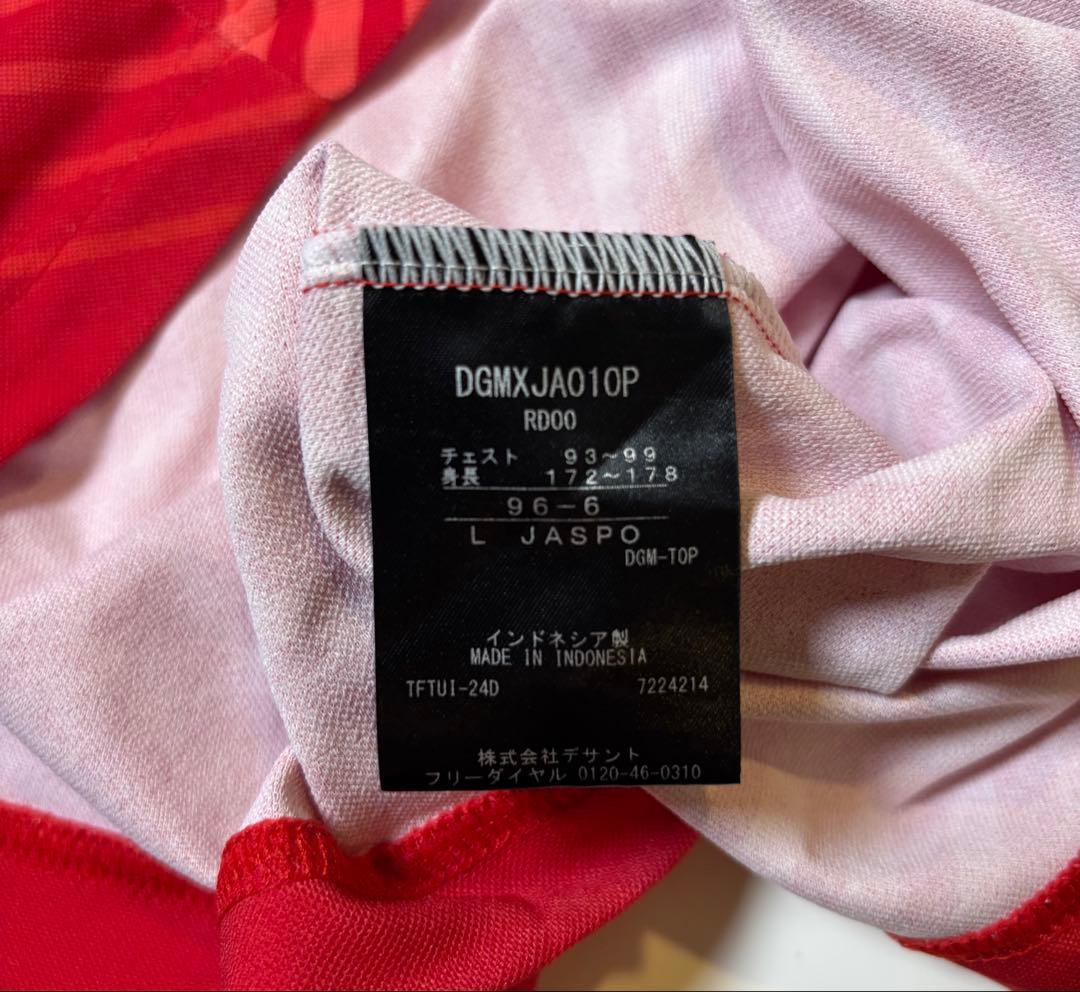 DGMXJA010P
RD00
チェスト 93～99
身長 172～178
96-6
L JASPO
DGM-TOP
インドネシア製
MADE IN INDONESIA
TFTUI-24D 7224214
株式会社デサント
フリーダイヤル 0120-46-0310